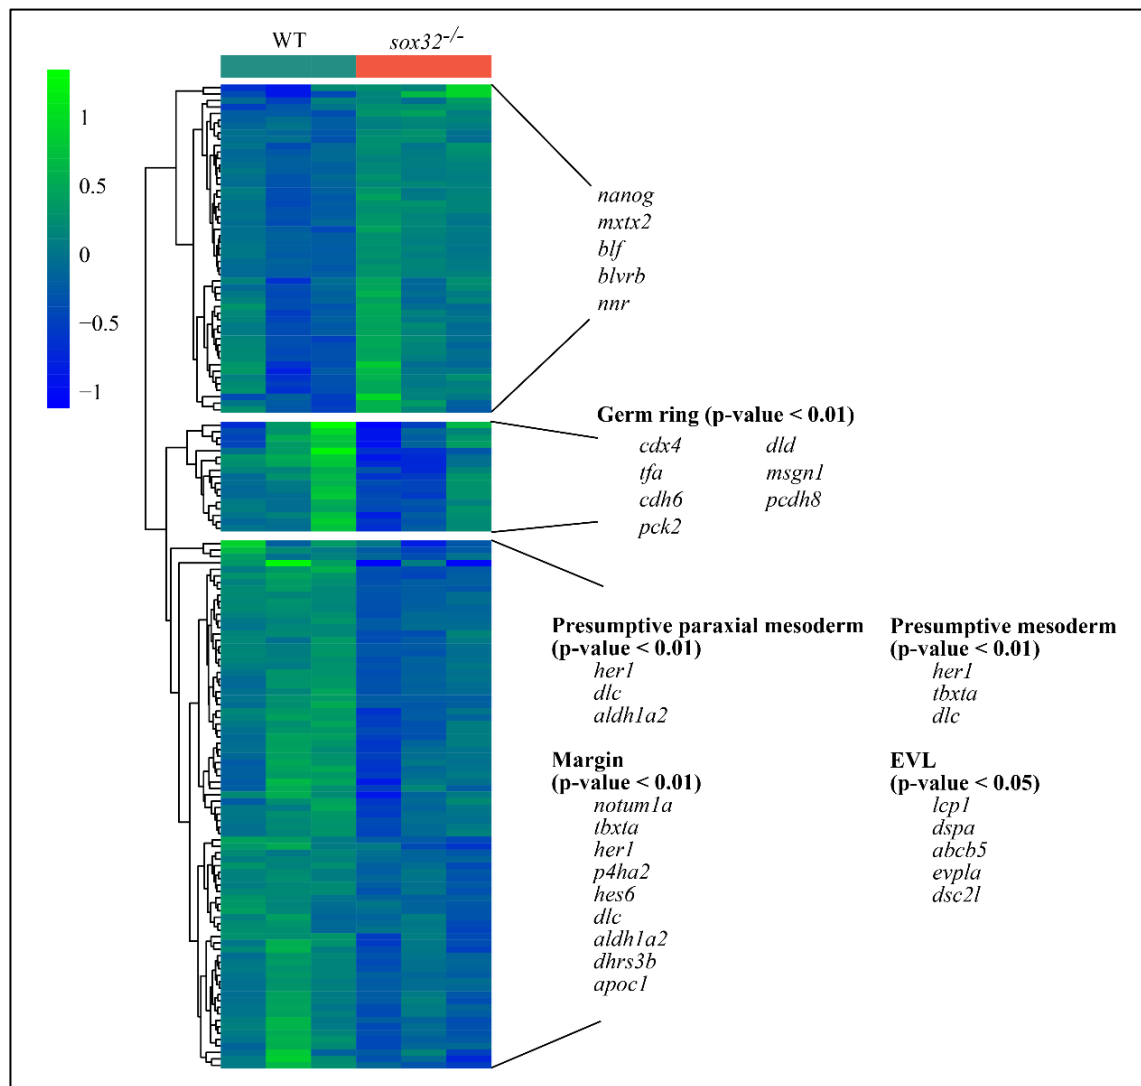 WT
sox32-/-
1
0.5
0
−0.5
−1
nanog
mxtx2
blf
blvrb
nnr
Germ ring (p-value < 0.01)
cdx4 dld
tfa msgn1
cdh6 pcdh8
pck2
Presumptive paraxial mesoderm
(p-value < 0.01)
her1
dlc
aldh1a2
Presumptive mesoderm
(p-value < 0.01)
her1
tbxta
dlc
Margin
(p-value < 0.01)
notum1a
tbxta
her1
p4ha2
hes6
dlc
aldh1a2
dhrs3b
apoc1
EVL
(p-value < 0.05)
lcp1
dspa
abcb5
evpla
dsc2l